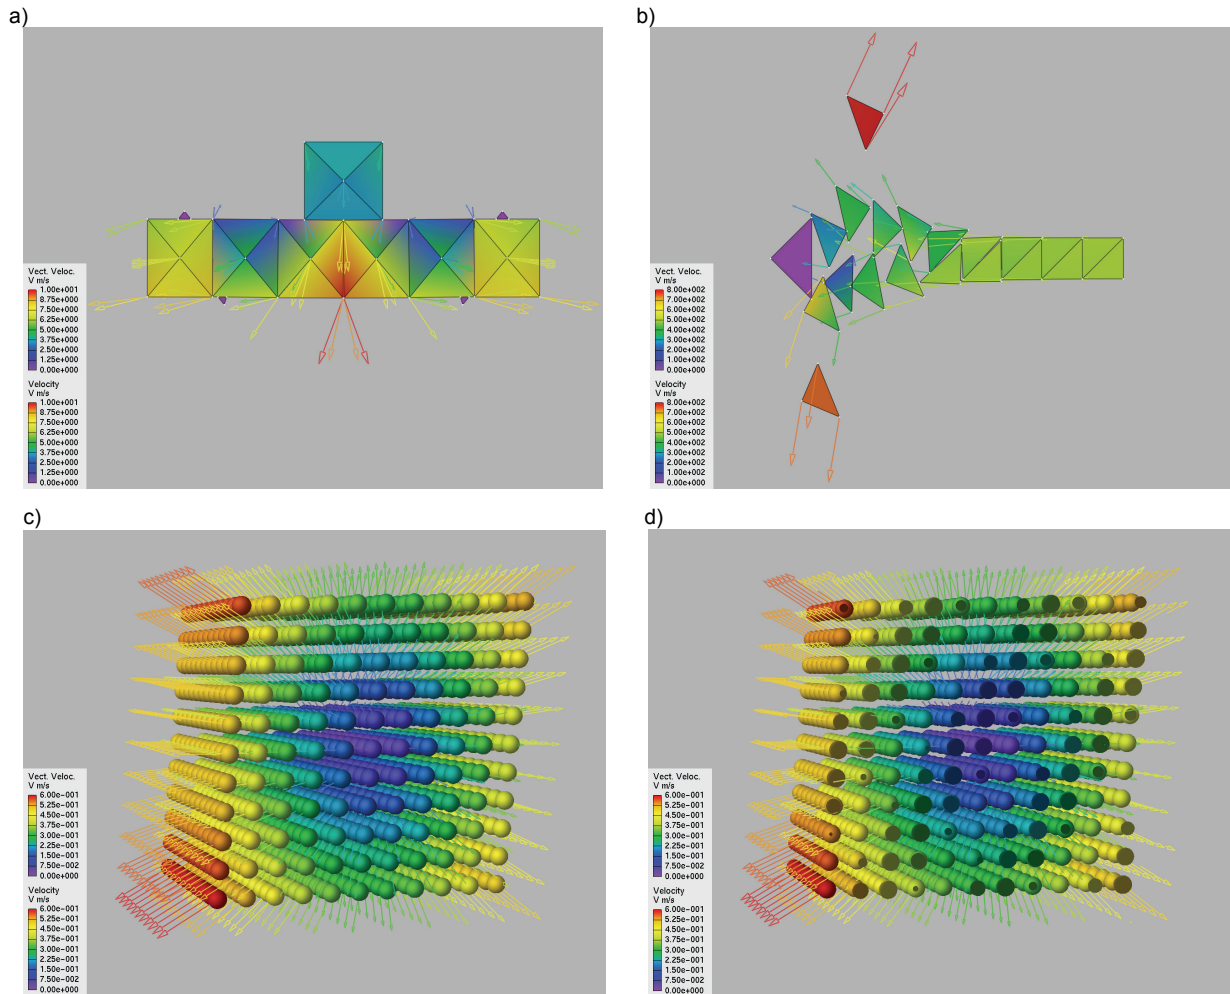 a)
b)
Vect. Veloc.
V m/s
1.00e+001
8.75e+000
7.50e+000
6.25e+000
5.00e+000
3.75e+000
2.50e+000
1.25e+000
0.00e+000
Velocity
V m/s
1.00e+001
8.75e+000
7.50e+000
6.25e+000
5.00e+000
3.75e+000
2.50e+000
1.25e+000
0.00e+000
Vect. Veloc.
V m/s
8.00e+002
7.00e+002
6.00e+002
5.00e+002
4.00e+002
3.00e+002
2.00e+002
1.00e+002
0.00e+000
Velocity
V m/s
8.00e+002
7.00e+002
6.00e+002
5.00e+002
4.00e+002
3.00e+002
2.00e+002
1.00e+002
0.00e+000
c)
d)
Vect. Veloc.
V m/s
6.00e-001
5.25e-001
4.50e-001
3.75e-001
3.00e-001
2.25e-001
1.50e-001
7.50e-002
0.00e+000
Velocity
V m/s
6.00e-001
5.25e-001
4.50e-001
3.75e-001
3.00e-001
2.25e-001
1.50e-001
7.50e-002
0.00e+000
Vect. Veloc.
V m/s
6.00e-001
5.25e-001
4.50e-001
3.75e-001
3.00e-001
2.25e-001
1.50e-001
7.50e-002
0.00e+000
Velocity
V m/s
6.00e-001
5.25e-001
4.50e-001
3.75e-001
3.00e-001
2.25e-001
1.50e-001
7.50e-002
0.00e+000